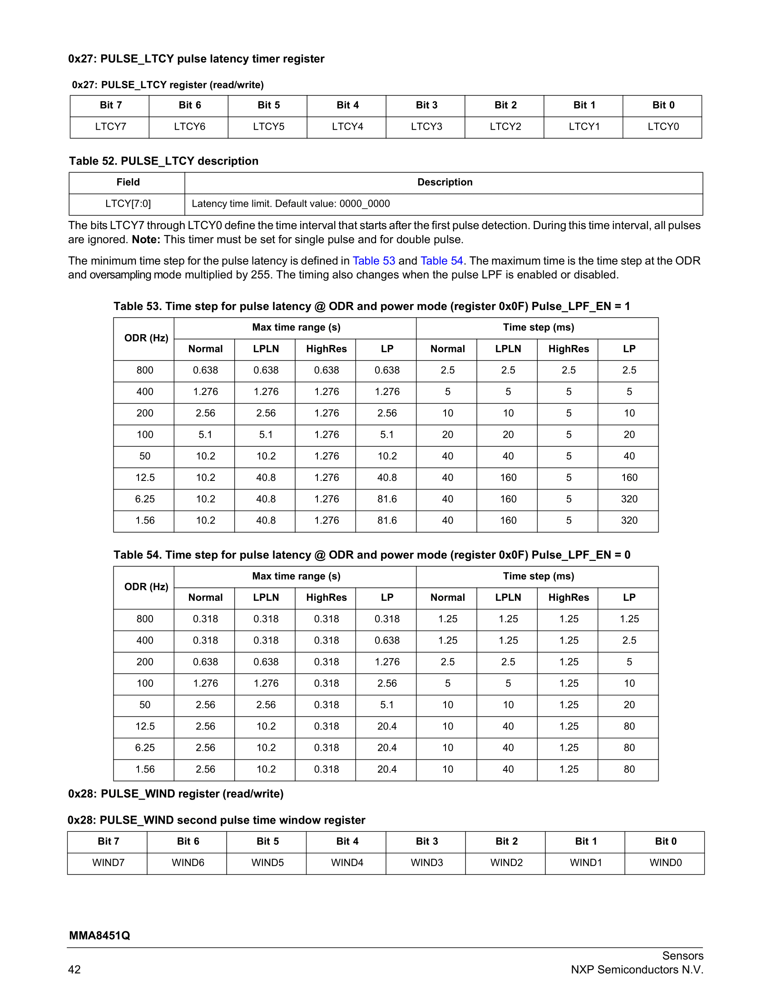 0x27: PULSE_LTCY pulse latency timer register
0x27: PULSE_LTCY register (read/write)
Bit 7 Bit 6 Bit 5 Bit 4 Bit 3 Bit 2 Bit 1 Bit 0
LTCY7 LTCY6 LTCY5 LTCY4 LTCY3 LTCY2 LTCY1 LTCY0
Table 52. PULSE_LTCY description
Field Description
LTCY[7:0] Latency time limit. Default value: 0000_0000
The bits LTCY7 through LTCY0 define the time interval that starts after the first pulse detection. During this time interval, all pulses
are ignored. Note: This timer must be set for single pulse and for double pulse.
The minimum time step for the pulse latency is defined in Table 53 and Table 54. The maximum time is the time step at the ODR
and oversampling mode multiplied by 255. The timing also changes when the pulse LPF is enabled or disabled.
Table 53. Time step for pulse latency @ ODR and power mode (register 0x0F) Pulse_LPF_EN = 1
ODR (Hz) Max time range (s) Time step (ms)
Normal LPLN HighRes LP Normal LPLN HighRes LP
800 0.638 0.638 0.638 0.638 2.5 2.5 2.5 2.5
400 1.276 1.276 1.276 1.276 5 5 5 5
200 2.56 2.56 1.276 2.56 10 10 5 10
100 5.1 5.1 1.276 5.1 20 20 5 20
50 10.2 10.2 1.276 10.2 40 40 5 40
12.5 10.2 40.8 1.276 40.8 40 160 5 160
6.25 10.2 40.8 1.276 81.6 40 160 5 320
1.56 10.2 40.8 1.276 81.6 40 160 5 320
Table 54. Time step for pulse latency @ ODR and power mode (register 0x0F) Pulse_LPF_EN = 0
ODR (Hz) Max time range (s) Time step (ms)
Normal LPLN HighRes LP Normal LPLN HighRes LP
800 0.318 0.318 0.318 0.318 1.25 1.25 1.25 1.25
400 0.318 0.318 0.318 0.638 1.25 1.25 1.25 2.5
200 0.638 0.638 0.318 1.276 2.5 2.5 1.25 5
100 1.276 1.276 0.318 2.56 5 5 1.25 10
50 2.56 2.56 0.318 5.1 10 10 1.25 20
12.5 2.56 10.2 0.318 20.4 10 40 1.25 80
6.25 2.56 10.2 0.318 20.4 10 40 1.25 80
1.56 2.56 10.2 0.318 20.4 10 40 1.25 80
0x28: PULSE_WIND register (read/write)
0x28: PULSE_WIND second pulse time window register
Bit 7 Bit 6 Bit 5 Bit 4 Bit 3 Bit 2 Bit 1 Bit 0
WIND7 WIND6 WIND5 WIND4 WIND3 WIND2 WIND1 WIND0
MMA8451Q
Sensors
42 NXP Semiconductors N.V.